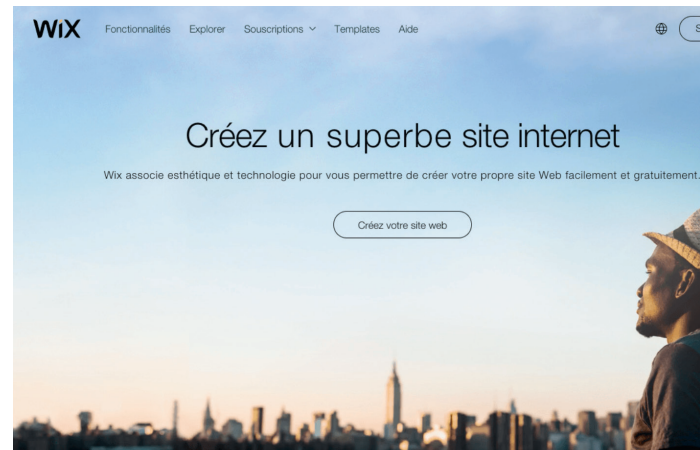 WiX Fonctionnalités Explorer Souscriptions Templates Aide
Créez un superbe site internet
Wix associe esthétique et technologie pour vous permettre de créer votre propre site Web facilement et gratuitement.
Créez votre site web